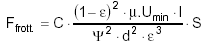 F_frott. = C · ((1−ε)² · μ.U_min · l) / (Ψ² · d² · ε³) · S